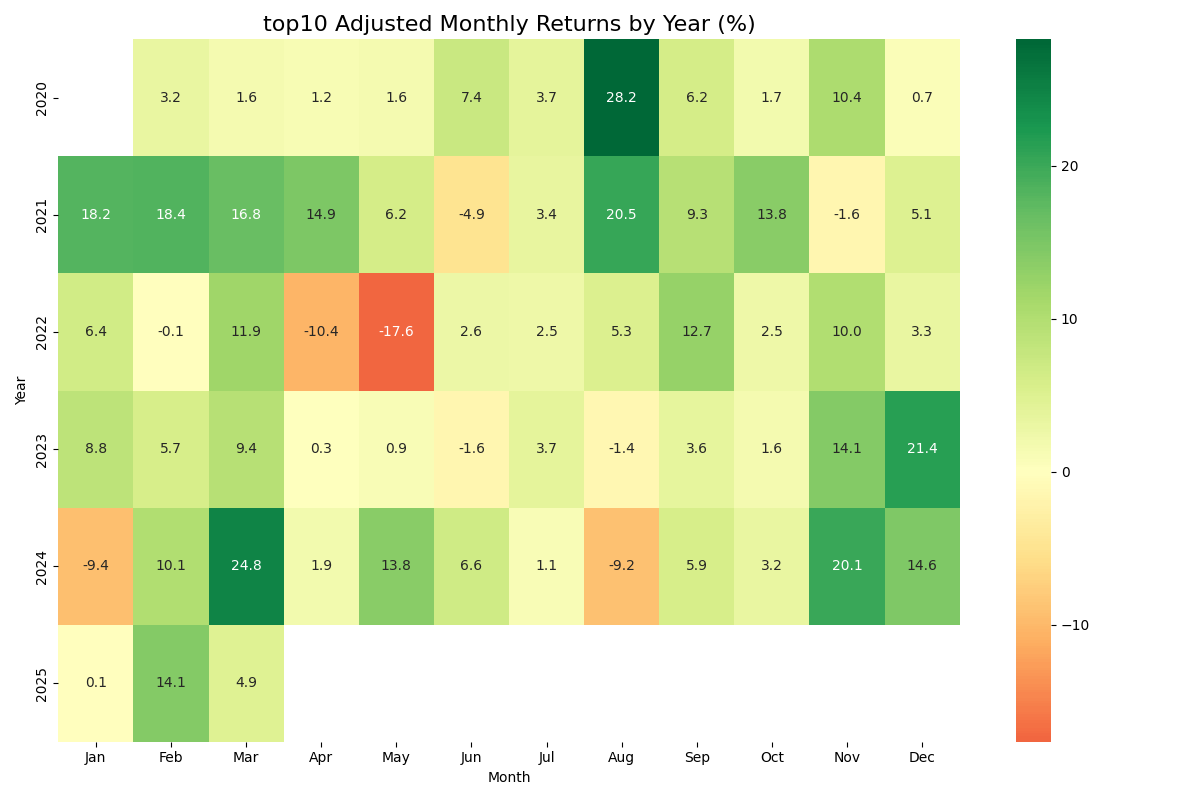 top10 Adjusted Monthly Returns by Year (%)
2020 3.2 1.6 1.2 1.6 7.4 3.7 28.2 6.2 1.7 10.4 0.7
2021 18.2 18.4 16.8 14.9 6.2 -4.9 3.4 20.5 9.3 13.8 -1.6 5.1
2022 6.4 -0.1 11.9 -10.4 -17.6 2.6 2.5 5.3 12.7 2.5 10.0 3.3
2023 8.8 5.7 9.4 0.3 0.9 -1.6 3.7 -1.4 3.6 1.6 14.1 21.4
2024 -9.4 10.1 24.8 1.9 13.8 6.6 1.1 -9.2 5.9 3.2 20.1 14.6
2025 0.1 14.1 4.9
Year
Jan Feb Mar Apr May Jun Jul Aug Sep Oct Nov Dec
Month
20
10
0
−10